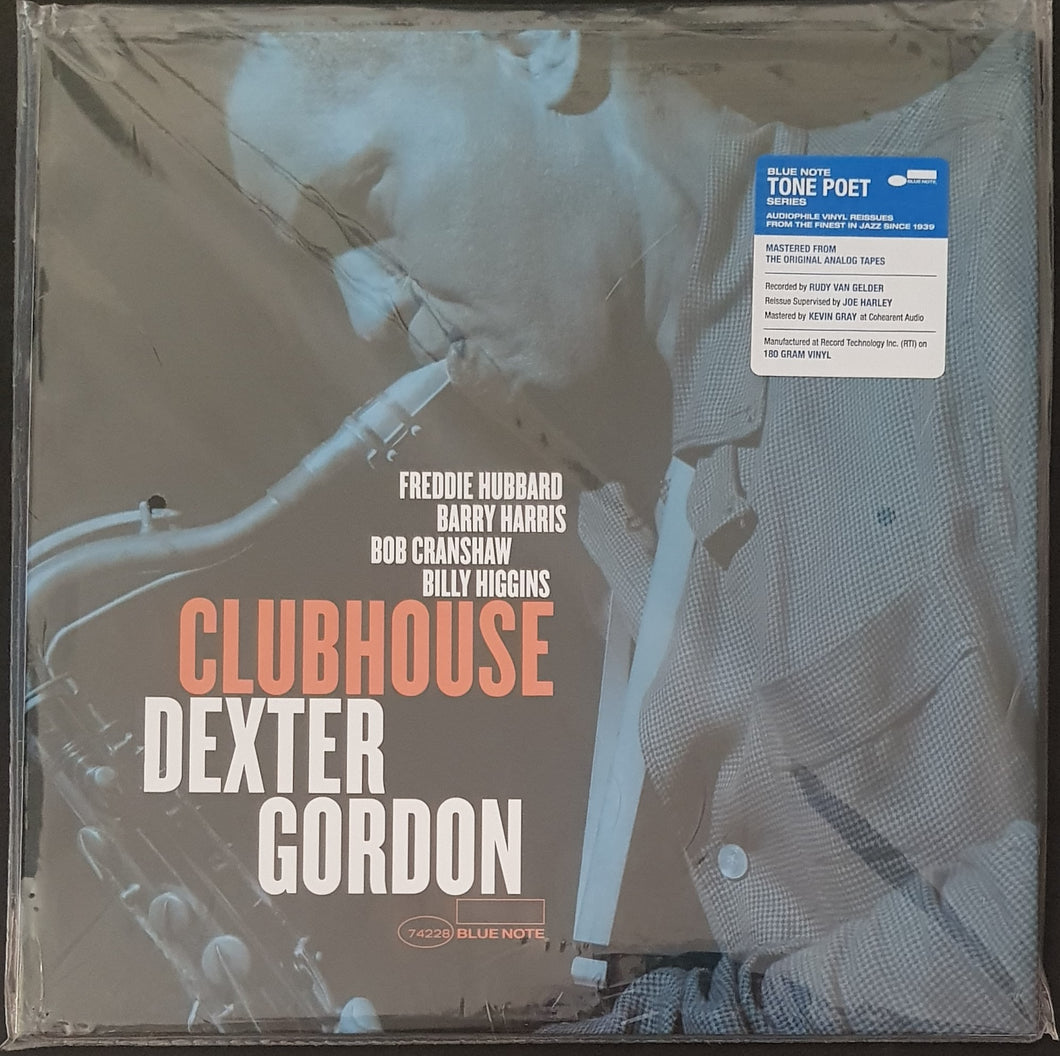 BLUE NOTE
TONE POET
SERIES
BLUE NOTE
AUDIOPHILE VINYL REISSUES
FROM THE FINEST IN JAZZ SINCE 1939
MASTERED FROM
THE ORIGINAL ANALOG TAPES
Recorded by RUDY VAN GELDER
Reissue Supervised by JOE HARLEY
Mastered by KEVIN GRAY at Cohearent Audio
Manufactured at Record Technology Inc. (RTI) on
180 GRAM VINYL
FREDDIE HUBBARD
BARRY HARRIS
BOB CRANSHAW
BILLY HIGGINS
CLUBHOUSE
DEXTER
GORDON
74228 BLUE NOTE